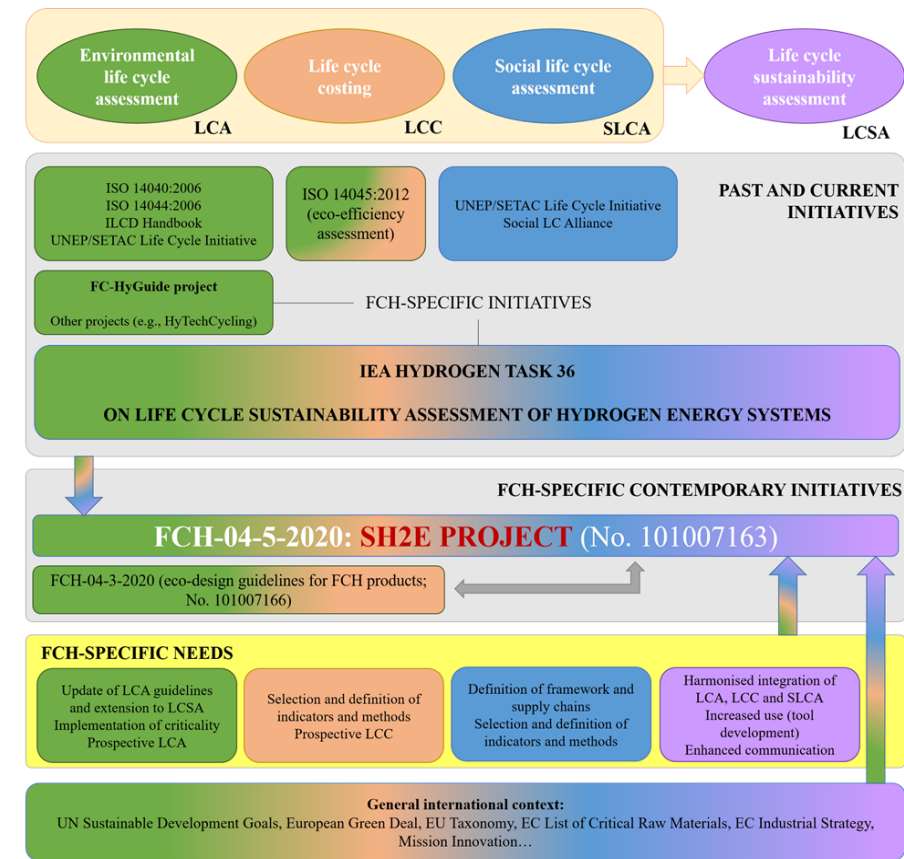 Environmental
life cycle
assessment
LCA
Life cycle
costing
LCC
Social life cycle
assessment
SLCA
Life cycle
sustainability
assessment
LCSA
PAST AND CURRENT
INITIATIVES
ISO 14040:2006
ISO 14044:2006
ILCD Handbook
UNEP/SETAC Life Cycle Initiative
ISO 14045:2012
(eco-efficiency
assessment)
UNEP/SETAC Life Cycle Initiative
Social LC Alliance
FC-HyGuide project
Other projects (e.g., HyTechCycling)
FCH-SPECIFIC INITIATIVES
IEA HYDROGEN TASK 36
ON LIFE CYCLE SUSTAINABILITY ASSESSMENT OF HYDROGEN ENERGY SYSTEMS
FCH-SPECIFIC CONTEMPORARY INITIATIVES
FCH-04-5-2020: SH2E PROJECT (No. 101007163)
FCH-04-3-2020 (eco-design guidelines for FCH products;
No. 101007166)
FCH-SPECIFIC NEEDS
Update of LCA guidelines
and extension to LCSA
Implementation of criticality
Prospective LCA
Selection and definition of
indicators and methods
Prospective LCC
Definition of framework and
supply chains
Selection and definition of
indicators and methods
Harmonised integration of
LCA, LCC and SLCA
Increased use (tool
development)
Enhanced communication
General international context:
UN Sustainable Development Goals, European Green Deal, EU Taxonomy, EC List of Critical Raw Materials, EC Industrial Strategy,
Mission Innovation…